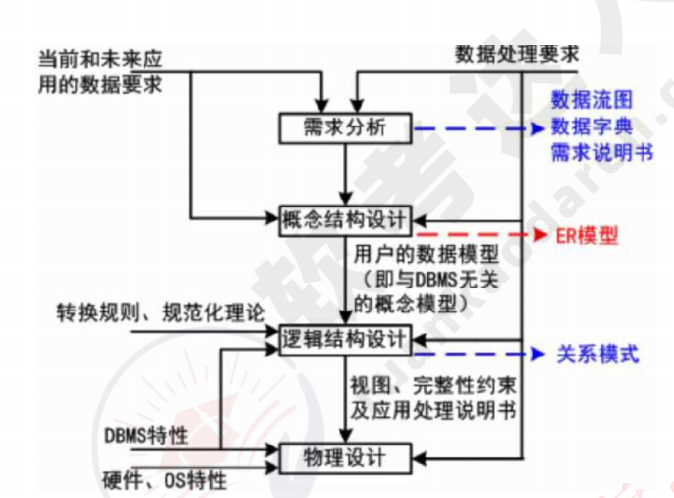 当前和未来应
用的数据要求
数据处理要求
需求分析
数据流图
数据字典
需求说明书
概念结构设计
ER模型
用户的数据模型
（即与DBMS无关
的概念模型）
转换规则、规范化理论
逻辑结构设计
关系模式
视图、完整性约束
及应用处理说明书
DBMS特性
物理设计
硬件、OS特性